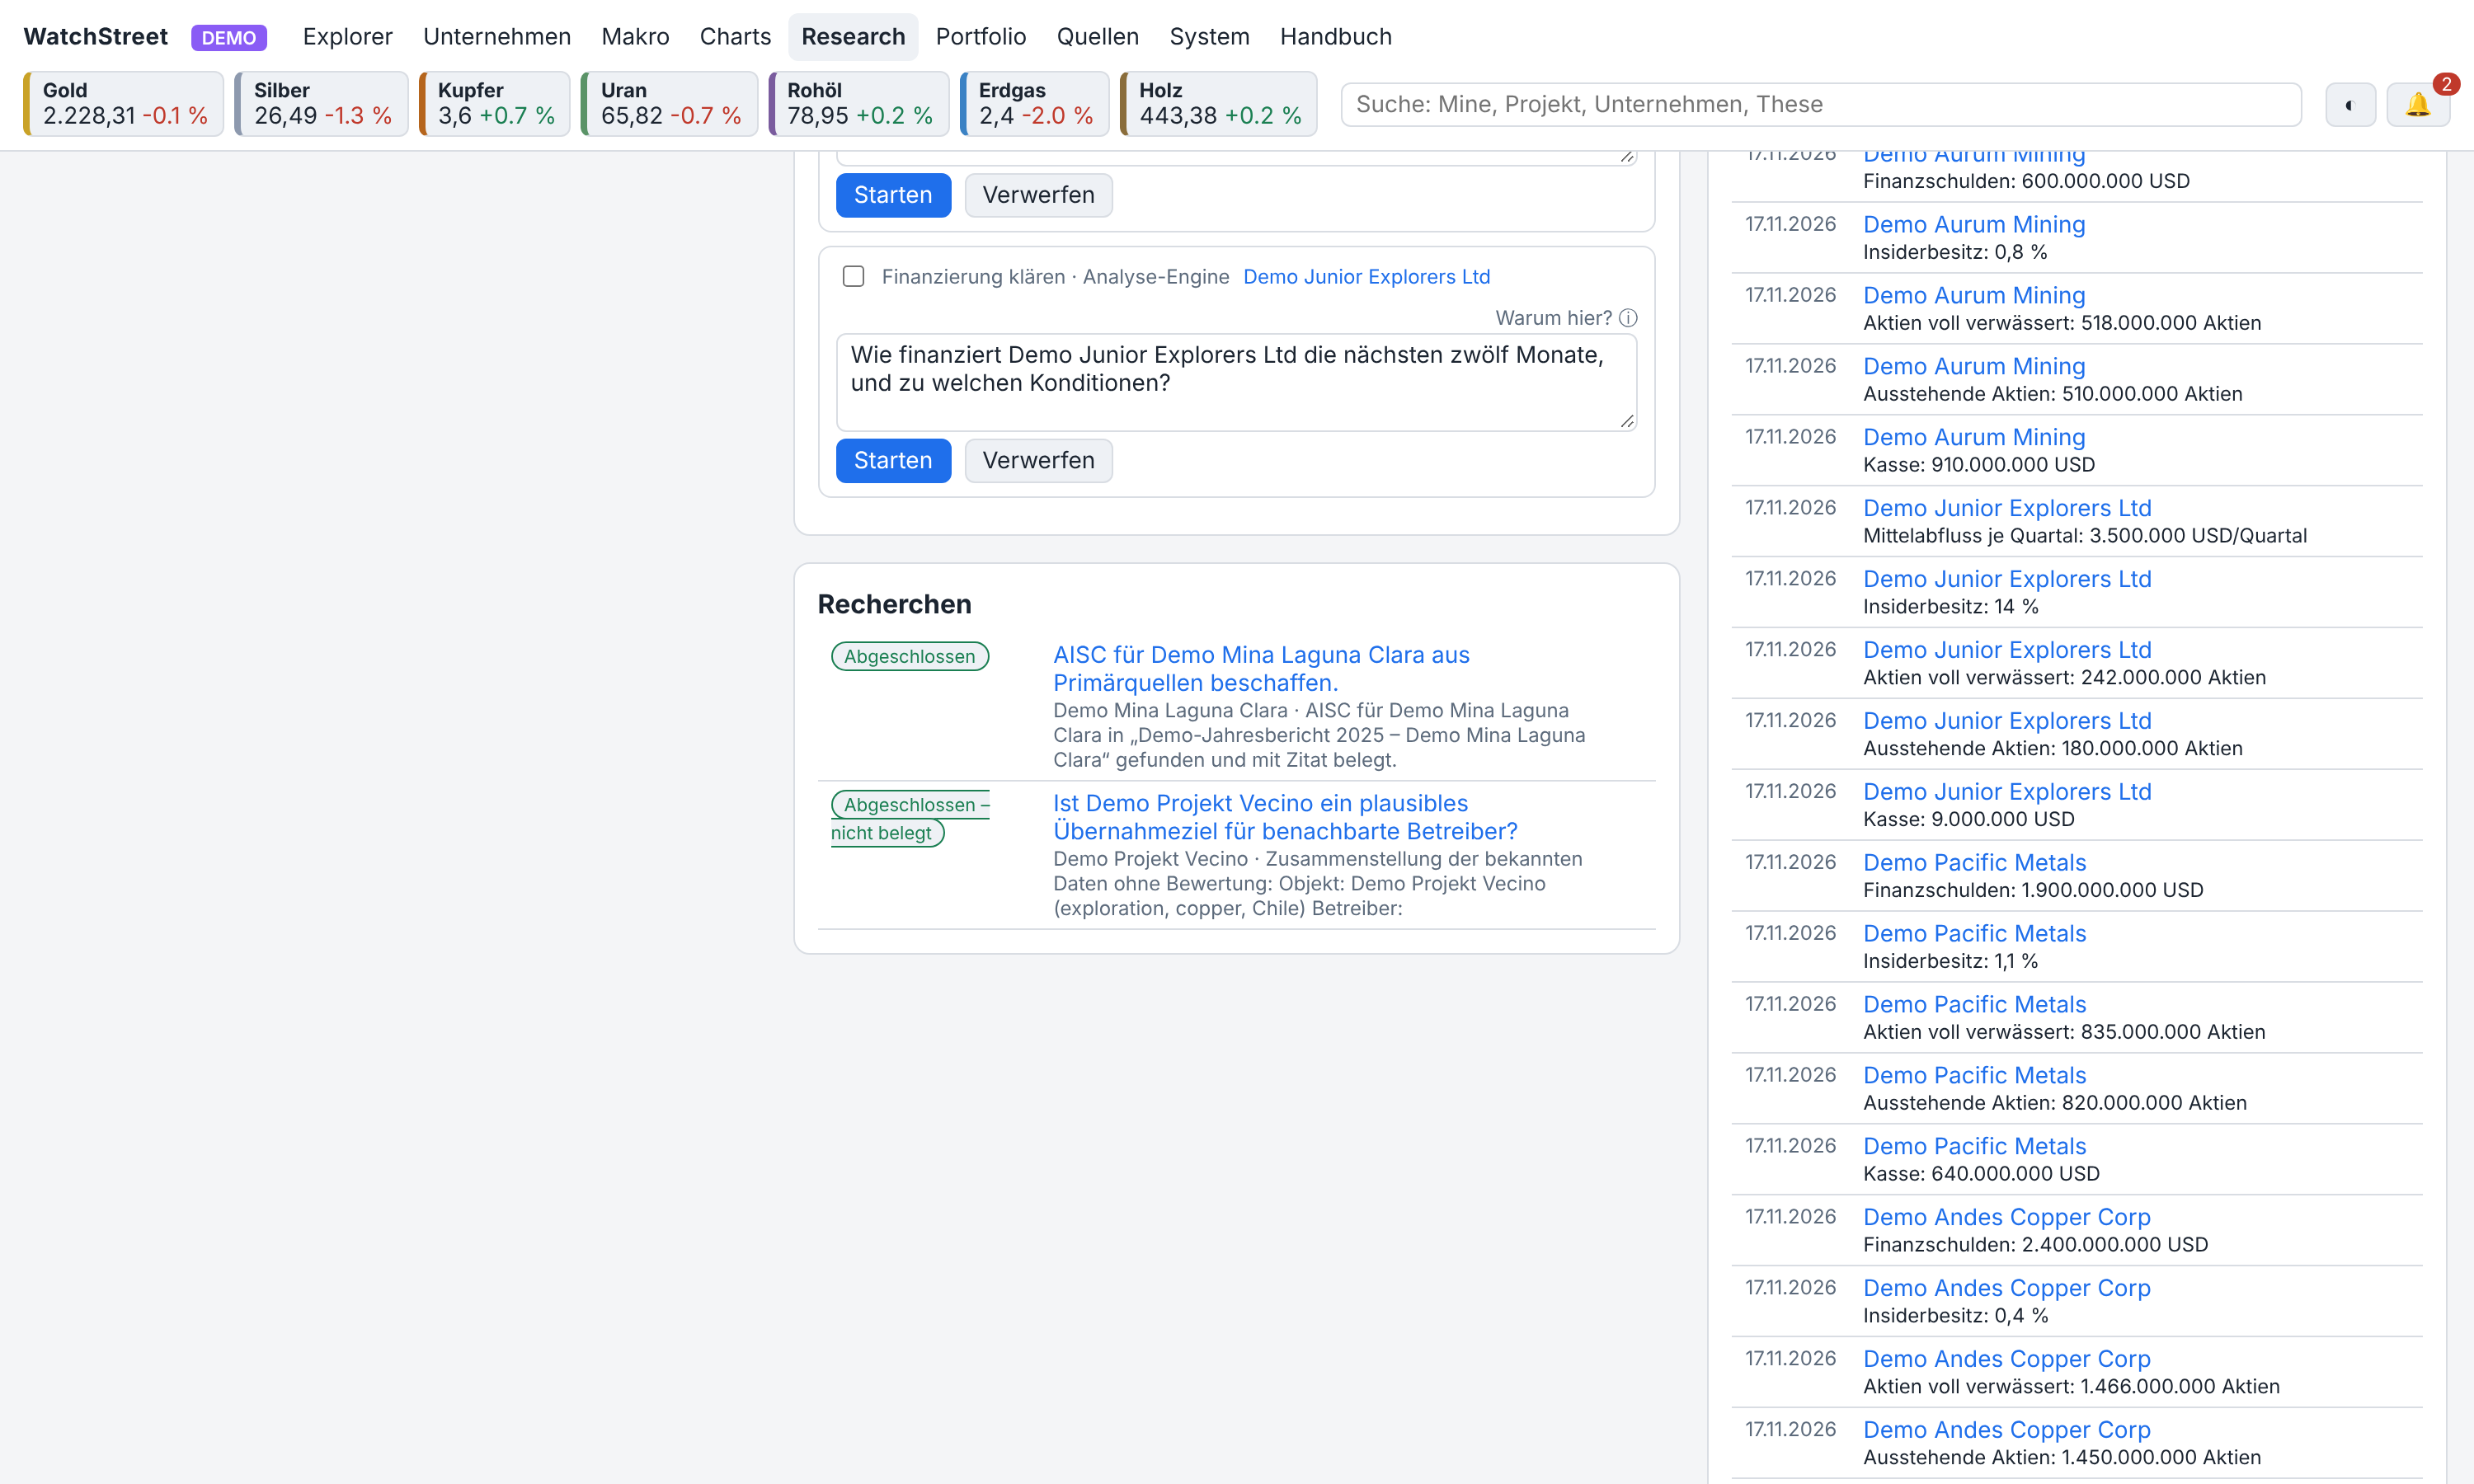 WatchStreet DEMO Explorer Unternehmen Makro Charts Research Portfolio Quellen System Handbuch
Gold
2.228,31 -0.1 %
Silber
26,49 -1.3 %
Kupfer
3,6 +0.7 %
Uran
65,82 -0.7 %
Rohöl
78,95 +0.2 %
Erdgas
2,4 -2.0 %
Holz
443,38 +0.2 %
Suche: Mine, Projekt, Unternehmen, These
2
Starten Verwerfen
Finanzierung klären · Analyse-Engine Demo Junior Explorers Ltd
Warum hier? ⓘ
Wie finanziert Demo Junior Explorers Ltd die nächsten zwölf Monate,
und zu welchen Konditionen?
Starten Verwerfen
Recherchen
Abgeschlossen
AISC für Demo Mina Laguna Clara aus
Primärquellen beschaffen.
Demo Mina Laguna Clara · AISC für Demo Mina Laguna
Clara in „Demo-Jahresbericht 2025 – Demo Mina Laguna
Clara“ gefunden und mit Zitat belegt.
Abgeschlossen –
nicht belegt
Ist Demo Projekt Vecino ein plausibles
Übernahmeziel für benachbarte Betreiber?
Demo Projekt Vecino · Zusammenstellung der bekannten
Daten ohne Bewertung: Objekt: Demo Projekt Vecino
(exploration, copper, Chile) Betreiber:
17.11.2026 Demo Aurum Mining
Finanzschulden: 600.000.000 USD
17.11.2026 Demo Aurum Mining
Insiderbesitz: 0,8 %
17.11.2026 Demo Aurum Mining
Aktien voll verwässert: 518.000.000 Aktien
17.11.2026 Demo Aurum Mining
Ausstehende Aktien: 510.000.000 Aktien
17.11.2026 Demo Aurum Mining
Kasse: 910.000.000 USD
17.11.2026 Demo Junior Explorers Ltd
Mittelabfluss je Quartal: 3.500.000 USD/Quartal
17.11.2026 Demo Junior Explorers Ltd
Insiderbesitz: 14 %
17.11.2026 Demo Junior Explorers Ltd
Aktien voll verwässert: 242.000.000 Aktien
17.11.2026 Demo Junior Explorers Ltd
Ausstehende Aktien: 180.000.000 Aktien
17.11.2026 Demo Junior Explorers Ltd
Kasse: 9.000.000 USD
17.11.2026 Demo Pacific Metals
Finanzschulden: 1.900.000.000 USD
17.11.2026 Demo Pacific Metals
Insiderbesitz: 1,1 %
17.11.2026 Demo Pacific Metals
Aktien voll verwässert: 835.000.000 Aktien
17.11.2026 Demo Pacific Metals
Ausstehende Aktien: 820.000.000 Aktien
17.11.2026 Demo Pacific Metals
Kasse: 640.000.000 USD
17.11.2026 Demo Andes Copper Corp
Finanzschulden: 2.400.000.000 USD
17.11.2026 Demo Andes Copper Corp
Insiderbesitz: 0,4 %
17.11.2026 Demo Andes Copper Corp
Aktien voll verwässert: 1.466.000.000 Aktien
17.11.2026 Demo Andes Copper Corp
Ausstehende Aktien: 1.450.000.000 Aktien